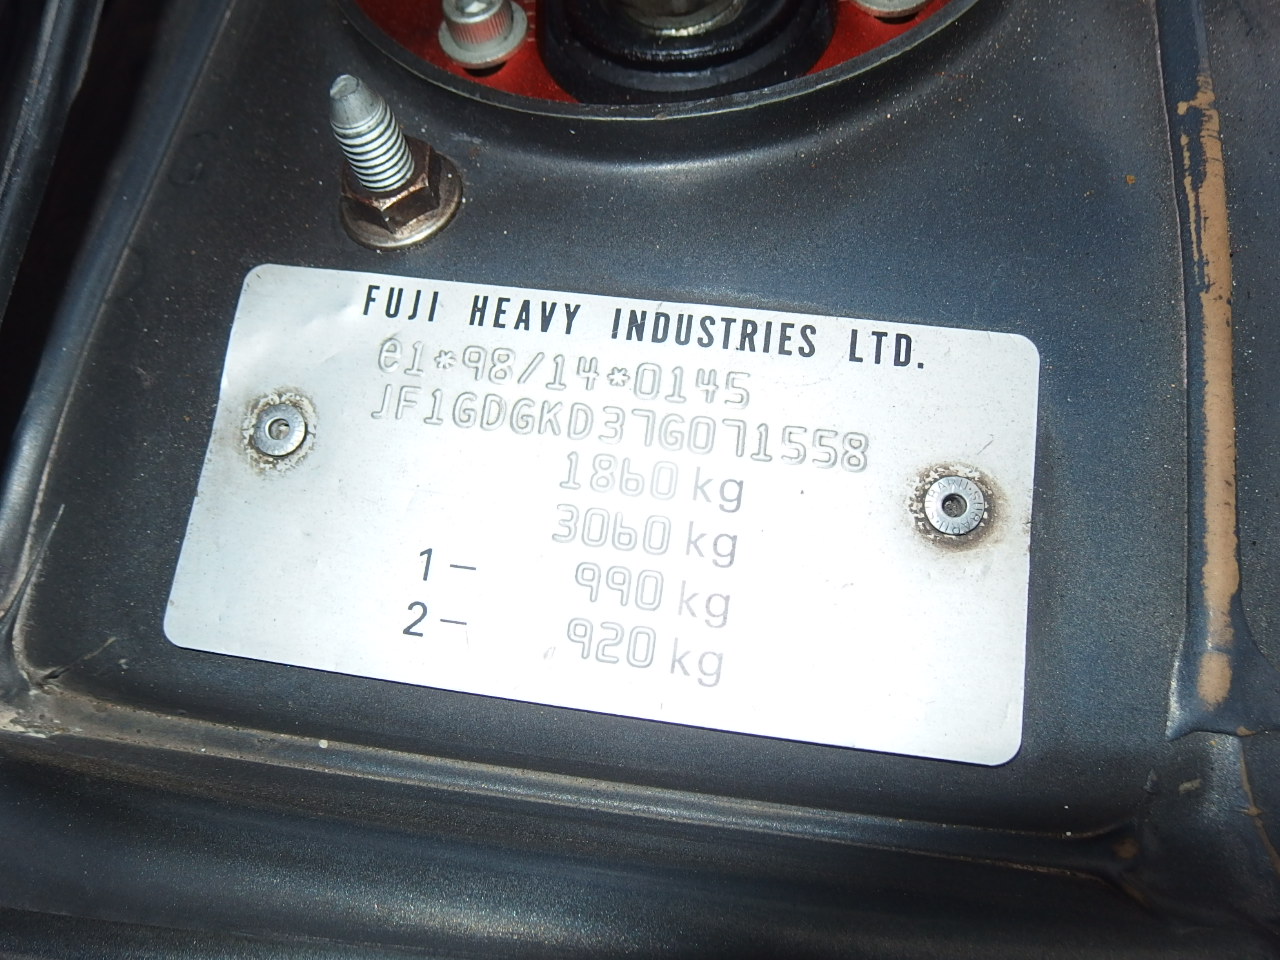 FUJI HEAVY INDUSTRIES LTD.
e1*98/14*0145
JF1GDGKD37G071558
1860 kg
3060 kg
1- 990 kg
2- 920 kg